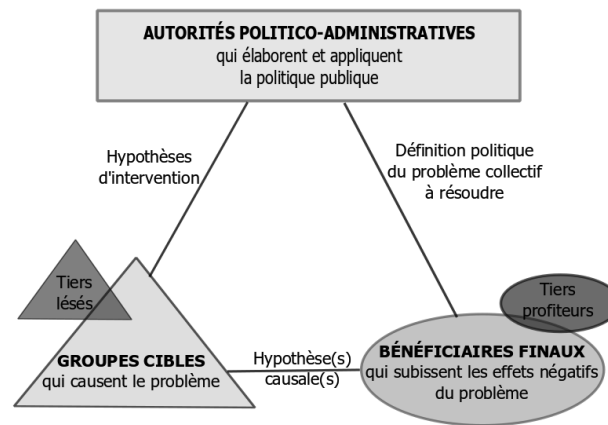 AUTORITÉS POLITICO-ADMINISTRATIVES
qui élaborent et appliquent
la politique publique
Hypothèses
d'intervention
Définition politique
du problème collectif
à résoudre
Tiers
lésés
Tiers
profiteurs
GROUPES CIBLES
qui causent le problème
Hypothèse(s)
causale(s)
BÉNÉFICIAIRES FINAUX
qui subissent les effets négatifs
du problème